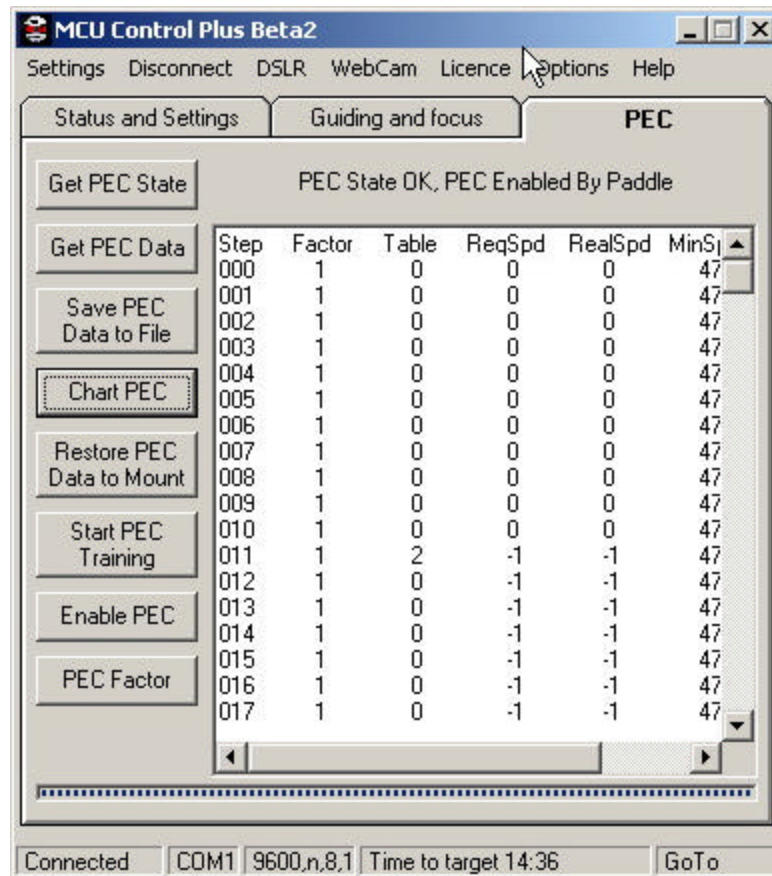 MCU Control Plus Beta2
Settings Disconnect DSLR WebCam Licence Options Help
Status and Settings Guiding and focus PEC
Get PEC State
PEC State OK, PEC Enabled By Paddle
Get PEC Data
Save PEC
Data to File
Chart PEC
Restore PEC
Data to Mount
Start PEC
Training
Enable PEC
PEC Factor
Step Factor Table ReqSpd RealSpd MinSp
000 1 0 0 0 47
001 1 0 0 0 47
002 1 0 0 0 47
003 1 0 0 0 47
004 1 0 0 0 47
005 1 0 0 0 47
006 1 0 0 0 47
007 1 0 0 0 47
008 1 0 0 0 47
009 1 0 0 0 47
010 1 0 0 0 47
011 1 2 -1 -1 47
012 1 0 -1 -1 47
013 1 0 -1 -1 47
014 1 0 -1 -1 47
015 1 0 -1 -1 47
016 1 0 -1 -1 47
017 1 0 -1 -1 47
Connected COM1 9600,n,8,1 Time to target 14:36 GoTo